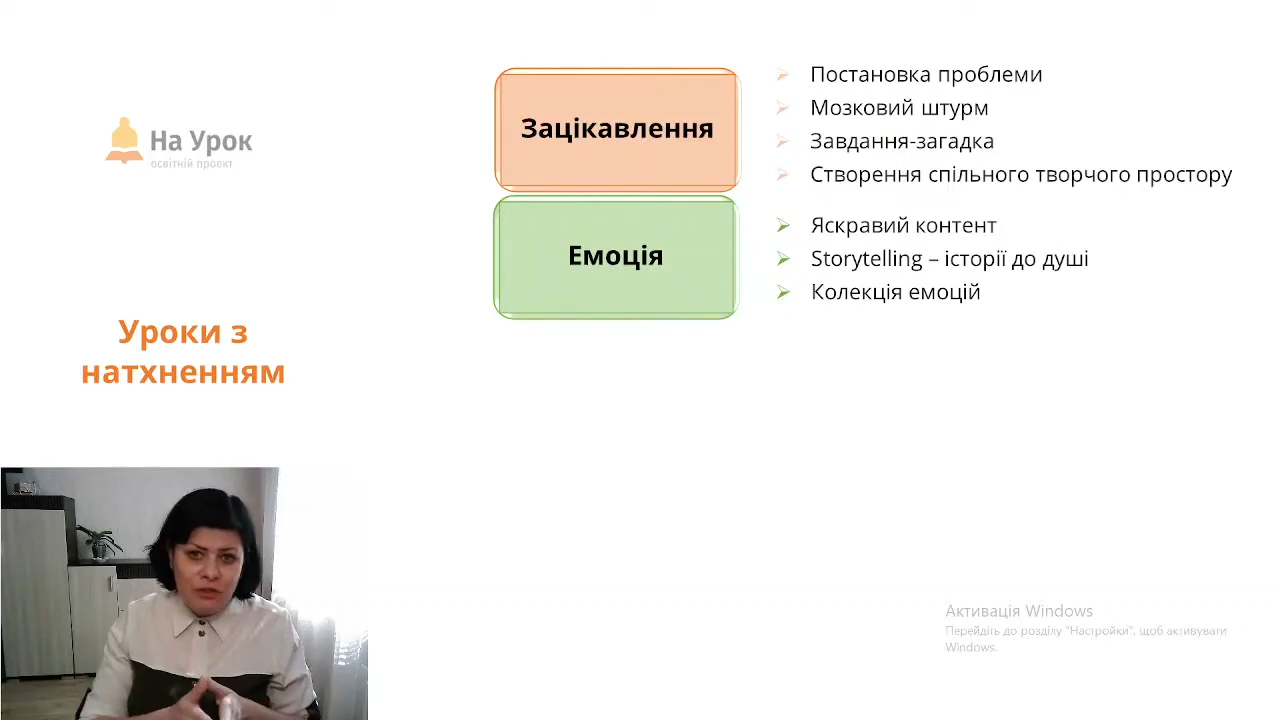 На Урок
освітній проект
Уроки з
натхненням
Зацікавлення
Постановка проблеми
Мозковий штурм
Завдання-загадка
Створення спільного творчого простору
Емоція
Яскравий контент
Storytelling – історії до душі
Колекція емоцій
Активація Windows
Перейдіть до розділу "Настройки", щоб активувати
Windows.